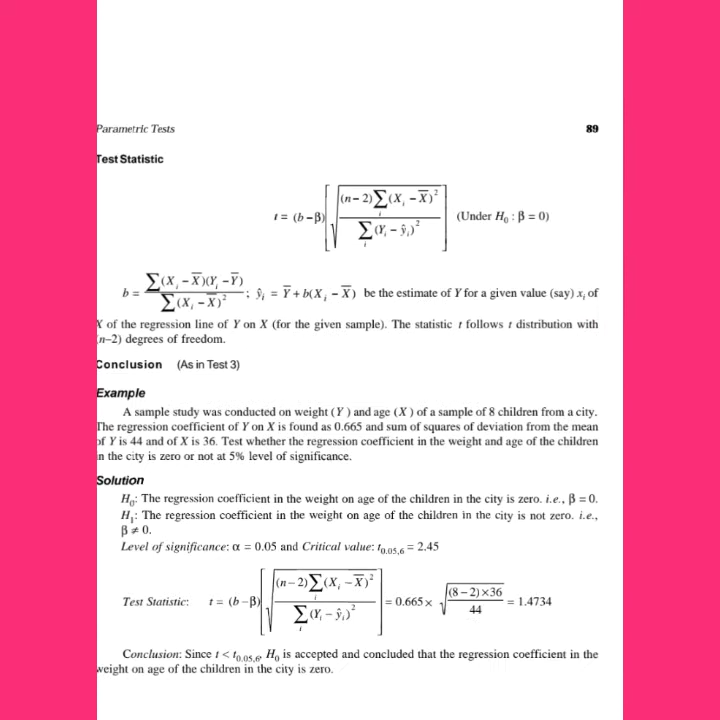 Parametric Tests 89
Test Statistic
t = (b – β) [ √( (n – 2) ∑ᵢ (Xᵢ – X̄)² / ∑ᵢ (Yᵢ – ŷᵢ)² ) ] (Under H₀ : β = 0)
b = ∑(Xᵢ – X̄)(Yᵢ – Ȳ) / ∑(Xᵢ – X̄)² ; ŷᵢ = Ȳ + b(Xᵢ – X̄) be the estimate of Y for a given value (say) xᵢ of
X of the regression line of Y on X (for the given sample). The statistic t follows t distribution with
(n–2) degrees of freedom.
Conclusion (As in Test 3)
Example
A sample study was conducted on weight (Y) and age (X) of a sample of 8 children from a city.
The regression coefficient of Y on X is found as 0.665 and sum of squares of deviation from the mean
of Y is 44 and of X is 36. Test whether the regression coefficient in the weight and age of the children
in the city is zero or not at 5% level of significance.
Solution
H₀: The regression coefficient in the weight on age of the children in the city is zero. i.e., β = 0.
H₁: The regression coefficient in the weight on age of the children in the city is not zero. i.e.,
β ≠ 0.
Level of significance: α = 0.05 and Critical value: t₀.₀₅,₆ = 2.45
Test Statistic: t = (b – β) [ √( (n – 2) ∑ᵢ (Xᵢ – X̄)² / ∑ᵢ (Yᵢ – ŷᵢ)² ) ] = 0.665 × √( (8 – 2) × 36 / 44 ) = 1.4734
Conclusion: Since t < t₀.₀₅,₆, H₀ is accepted and concluded that the regression coefficient in the
weight on age of the children in the city is zero.